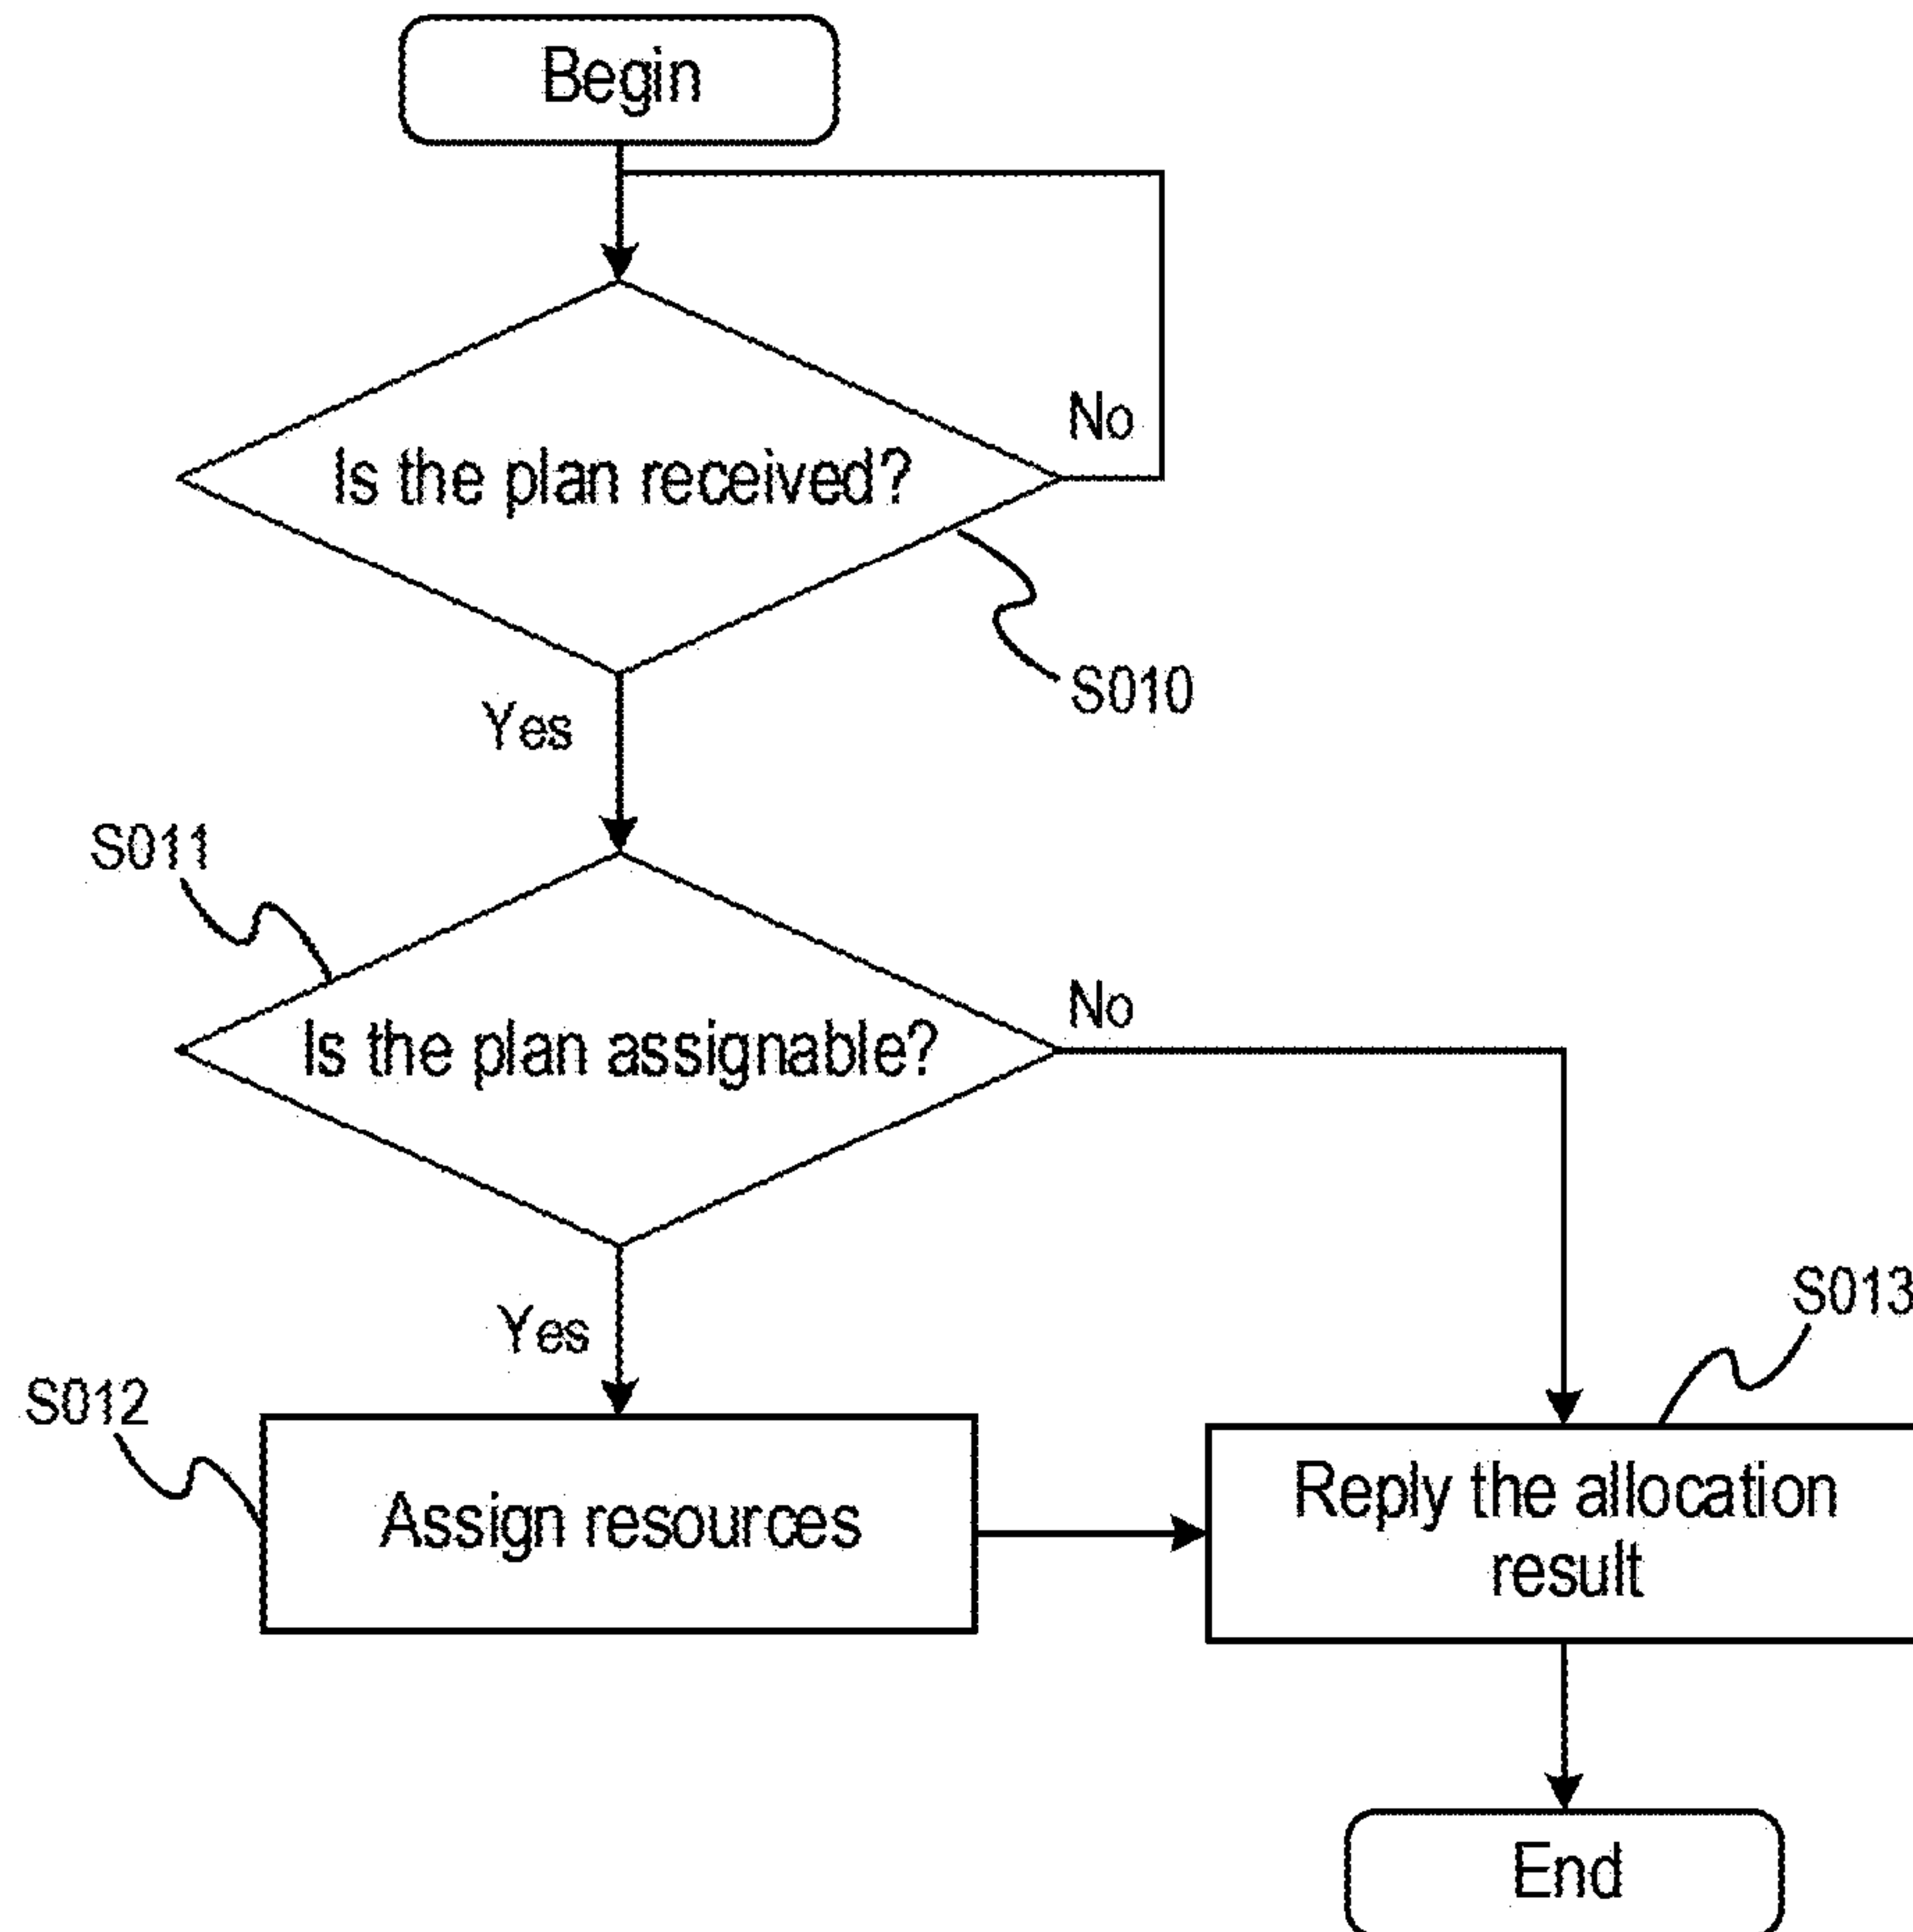 Begin
No
Is the plan received?
S010
Yes
S011
No
Is the plan assignable?
S013
Yes
S012
Reply the allocation
result
Assign resources
End